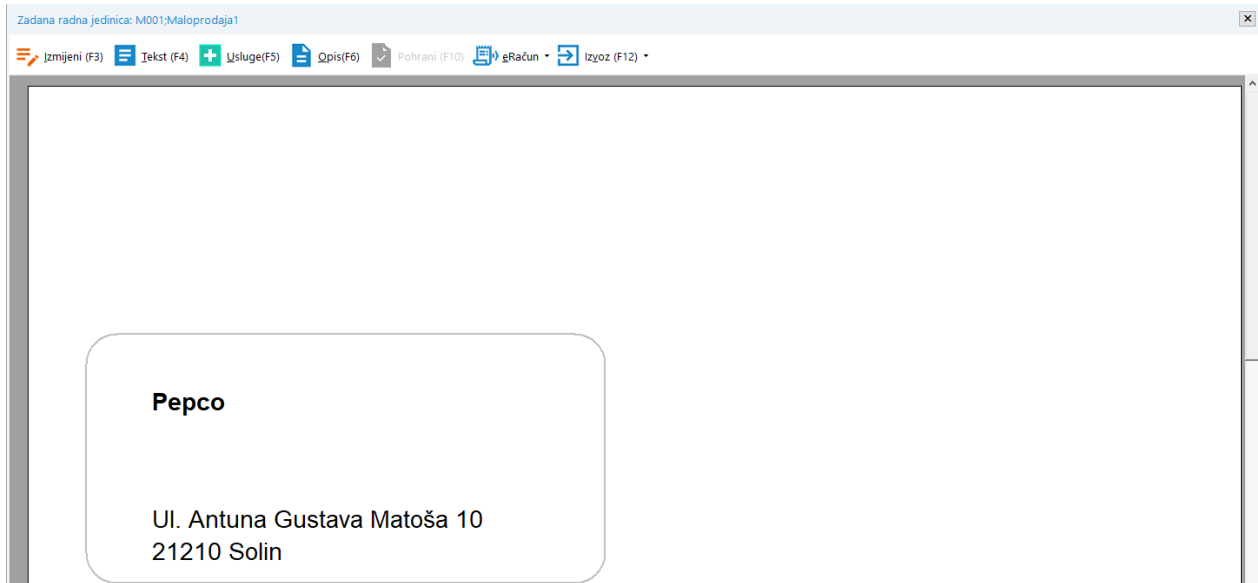 Zadana radna jedinica: M001;Maloprodaja1
Izmijeni (F3) Tekst (F4) Usluge(F5) Opis(F6) Pohrani (F10) eRačun Izvoz (F12)
Pepco
Ul. Antuna Gustava Matoša 10
21210 Solin